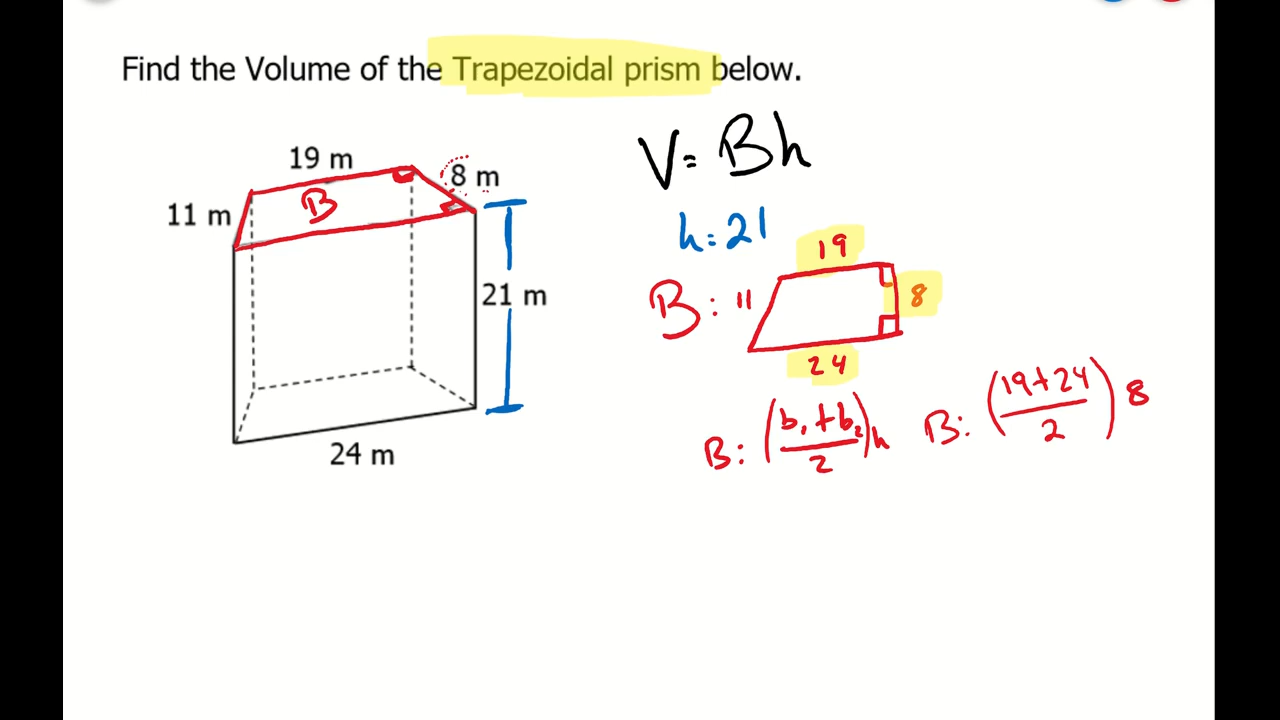 Find the Volume of the Trapezoidal prism below.
V = Bh
19 m
8 m
B
11 m
h = 21
19
21 m
B : 11
8
24
B : (b₁ + b₂ / 2) h
B : (19 + 24 / 2) 8
24 m